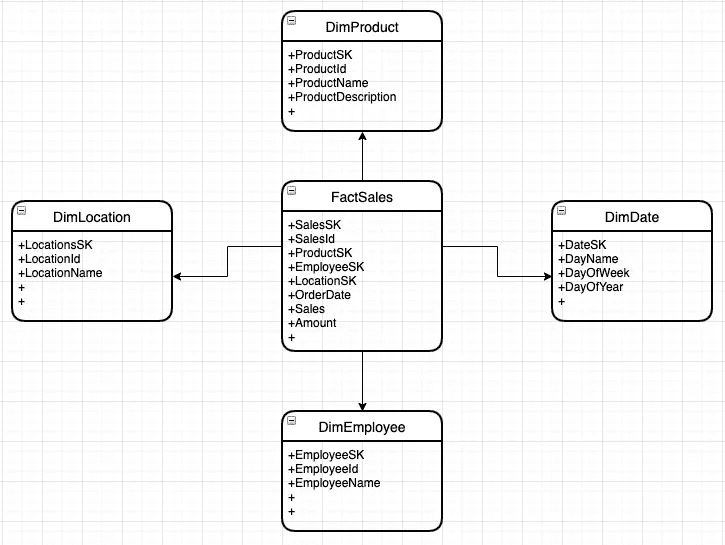 DimProduct
+ProductSK
+ProductId
+ProductName
+ProductDescription
+
DimLocation
+LocationsSK
+LocationId
+LocationName
+
+
FactSales
+SalesSK
+SalesId
+ProductSK
+EmployeeSK
+LocationSK
+OrderDate
+Sales
+Amount
+
DimDate
+DateSK
+DayName
+DayOfWeek
+DayOfYear
+
DimEmployee
+EmployeeSK
+EmployeeId
+EmployeeName
+
+